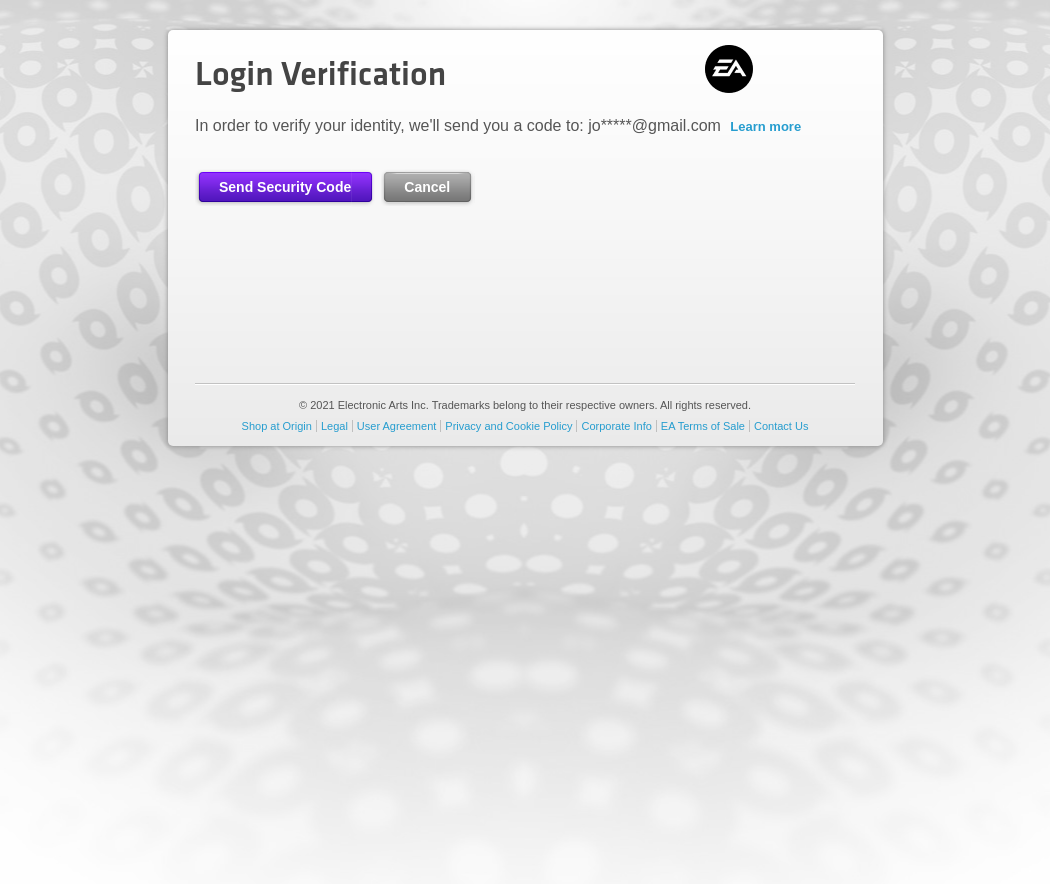 Login Verification
EA
In order to verify your identity, we'll send you a code to: jo*****@gmail.com Learn more
Send Security Code Cancel
© 2021 Electronic Arts Inc. Trademarks belong to their respective owners. All rights reserved.
Shop at Origin | Legal | User Agreement | Privacy and Cookie Policy | Corporate Info | EA Terms of Sale | Contact Us